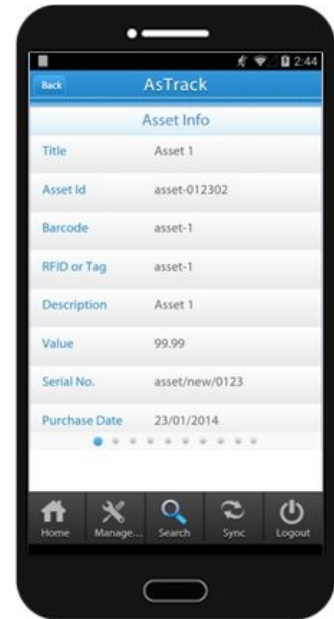 2:44
Back AsTrack
Asset Info
Title Asset 1
Asset Id asset-012302
Barcode asset-1
RFID or Tag asset-1
Description Asset 1
Value 99.99
Serial No. asset/new/0123
Purchase Date 23/01/2014
Home Manage... Search Sync Logout